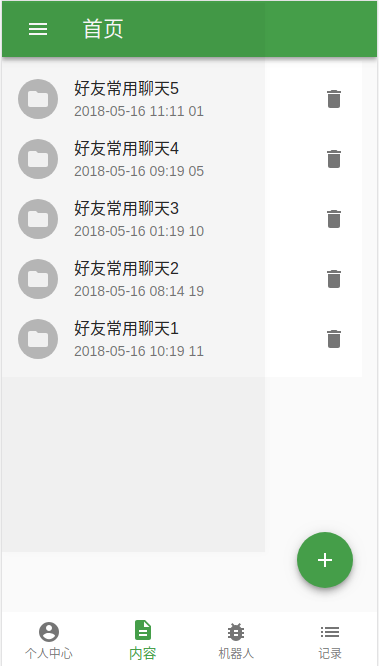 首页
好友常用聊天5
2018-05-16 11:11 01
好友常用聊天4
2018-05-16 09:19 05
好友常用聊天3
2018-05-16 01:19 10
好友常用聊天2
2018-05-16 08:14 19
好友常用聊天1
2018-05-16 10:19 11
个人中心
内容
机器人
记录